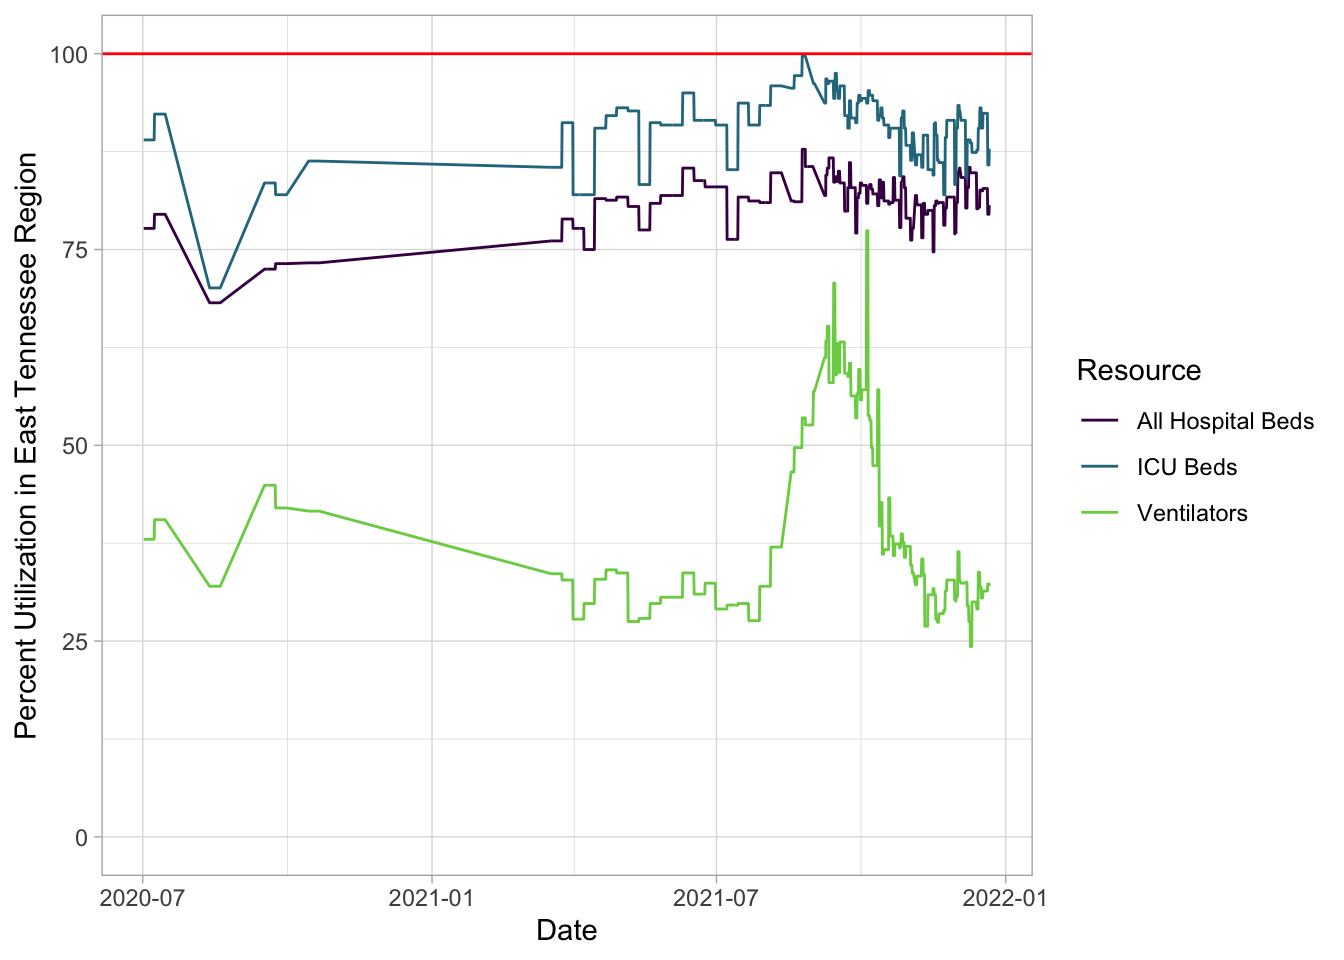 Percent Utilization in East Tennessee Region
100
75
50
25
0
2020-07
2021-01
2021-07
2022-01
Date
Resource
All Hospital Beds
ICU Beds
Ventilators